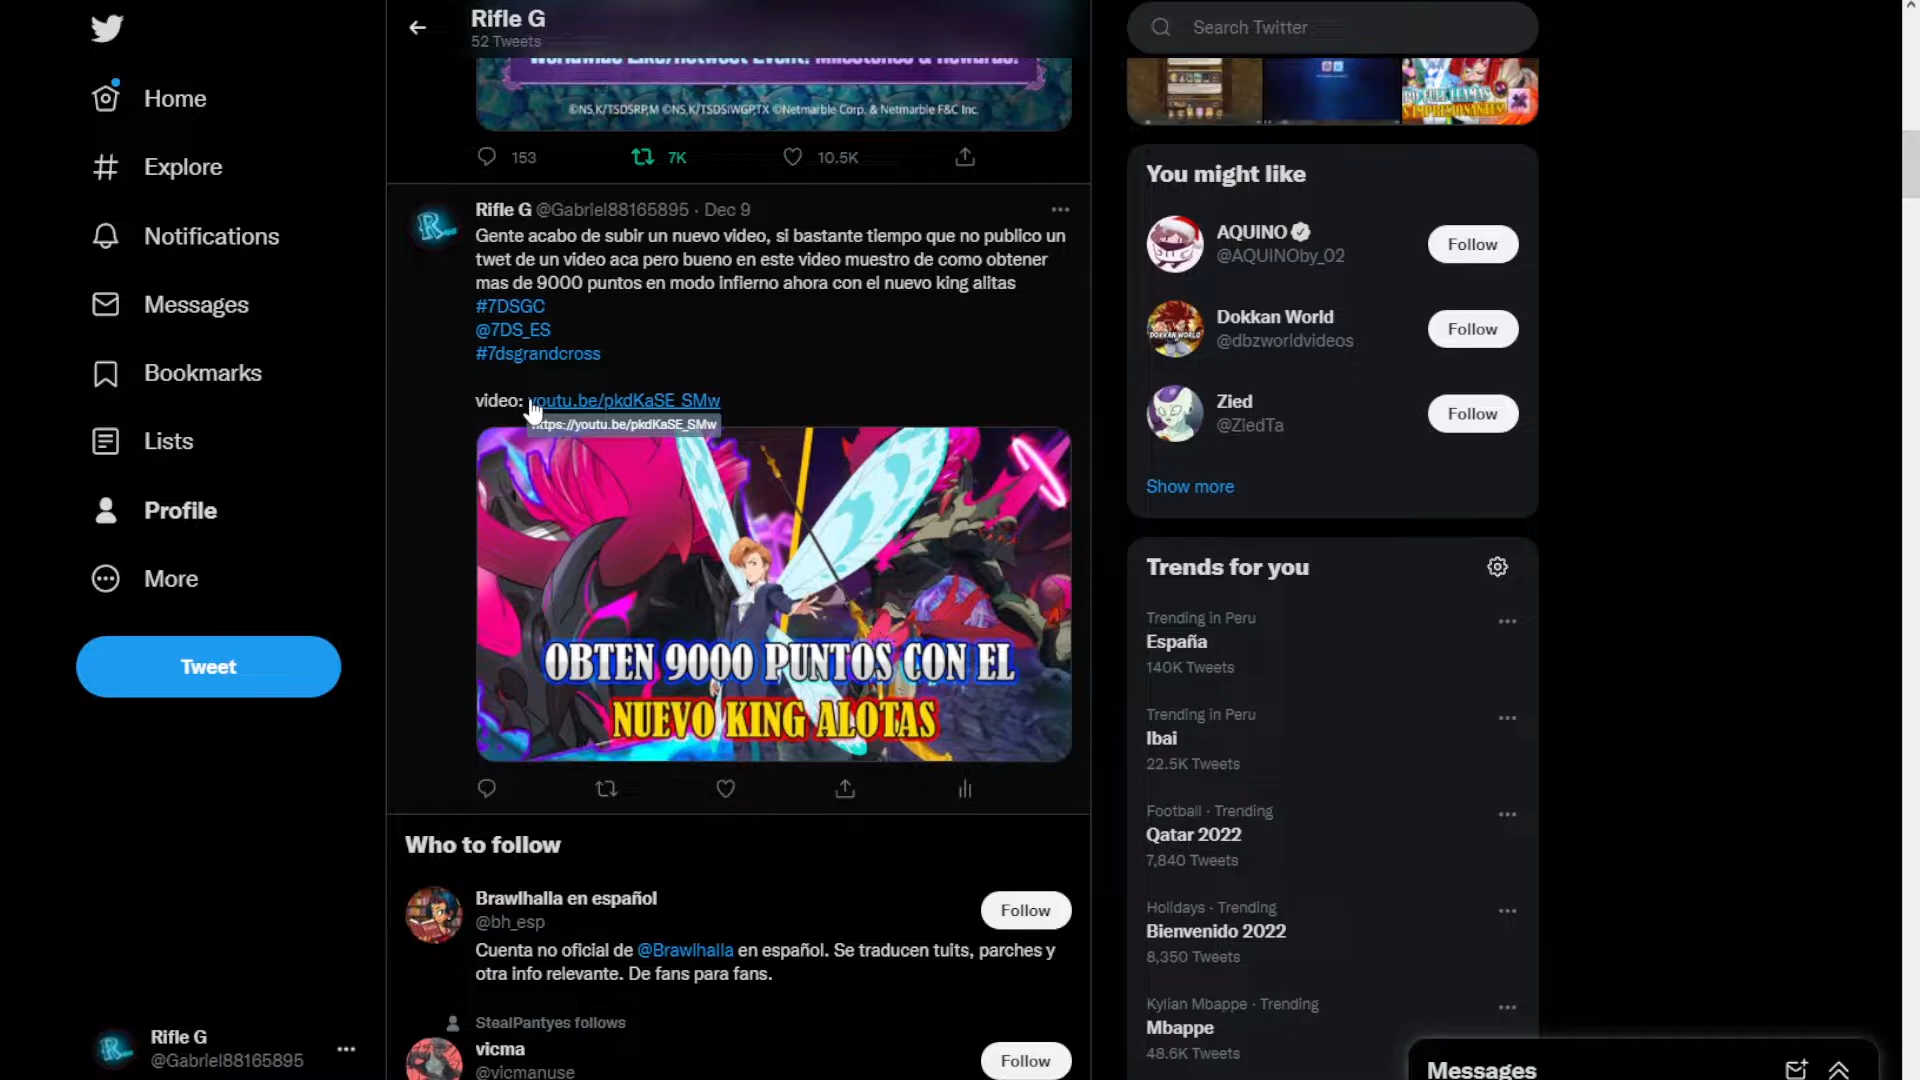 Home
Explore
Notifications
Messages
Bookmarks
Lists
Profile
More
Tweet
Rifle G
@Gabriel88165895
Rifle G
52 Tweets
Worldwide Like/Retweet Event: Milestones & Rewards!
©NS,K/TSDSRP,M ©NS,K/TSDSIWGP,TX ©Netmarble Corp. & Netmarble F&C Inc.
153
7K
10.5K
Rifle G @Gabriel88165895 · Dec 9
Gente acabo de subir un nuevo video, si bastante tiempo que no publico un
twet de un video aca pero bueno en este video muestro de como obtener
mas de 9000 puntos en modo infierno ahora con el nuevo king alitas
#7DSGC
@7DS_ES
#7dsgrandcross
video: youtu.be/pkdKaSE_SMw
https://youtu.be/pkdKaSE_SMw
OBTEN 9000 PUNTOS CON EL
NUEVO KING ALOTAS
Who to follow
Brawlhalla en español
@bh_esp
Follow
Cuenta no oficial de @Brawlhalla en español. Se traducen tuits, parches y
otra info relevante. De fans para fans.
StealPantyes follows
vicma
@vicmanuse
Follow
Search Twitter
You might like
AQUINO
@AQUINOby_02
Follow
Dokkan World
@dbzworldvideos
Follow
Zied
@ZiedTa
Follow
Show more
Trends for you
Trending in Peru
España
140K Tweets
Trending in Peru
Ibai
22.5K Tweets
Football · Trending
Qatar 2022
7,840 Tweets
Holidays · Trending
Bienvenido 2022
8,350 Tweets
Kylian Mbappe · Trending
Mbappe
48.6K Tweets
Messages